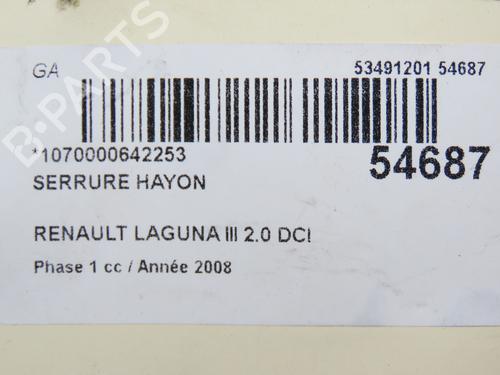 GA 53491201 54687
*1070000642253 54687
SERRURE HAYON
RENAULT LAGUNA III 2.0 DCI
Phase 1 cc / Année 2008
B-PARTS